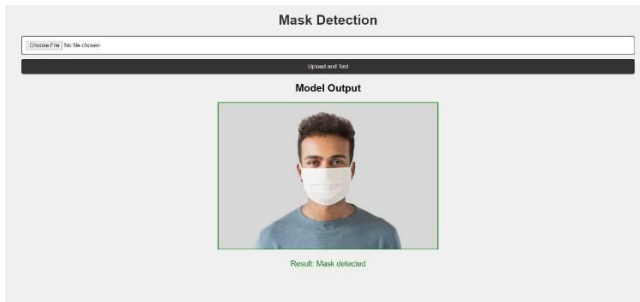 Mask Detection
Choose File No file chosen
Upload and Test
Model Output
Result: Mask detected